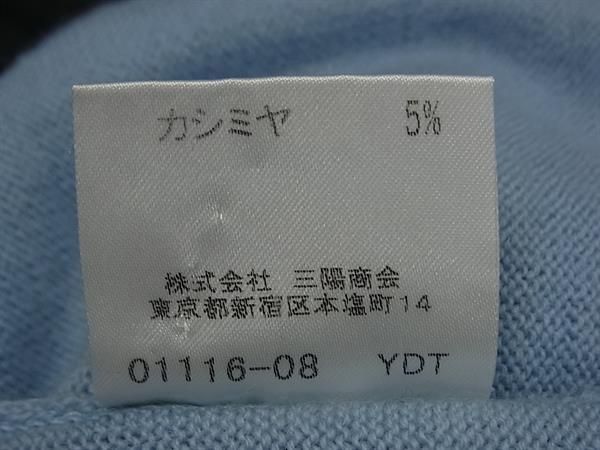 カシミヤ 5%
株式会社 三陽商会
東京都新宿区本塩町14
01116-08 YDT